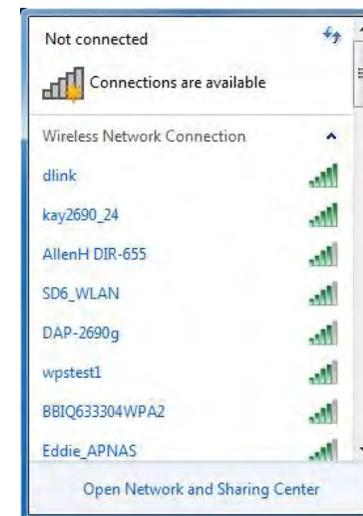 Not connected
Connections are available
Wireless Network Connection
dlink
kay2690_24
AllenH DIR-655
SD6_WLAN
DAP-2690g
wpstest1
BBIQ633304WPA2
Eddie_APNAS
Open Network and Sharing Center